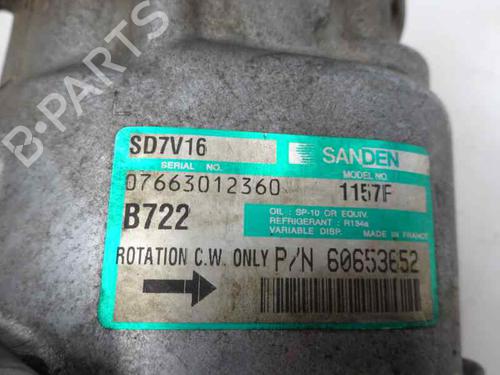 SD7V16
SANDEN
SERIAL NO.
MODEL NO.
07663012360
1157F
B722
OIL : SP-10 OR EQUIV.
REFRIGERANT : R134a
VARIABLE DISP. MADE IN FRANCE
ROTATION C.W. ONLY P/N 60653652
B-PARTS